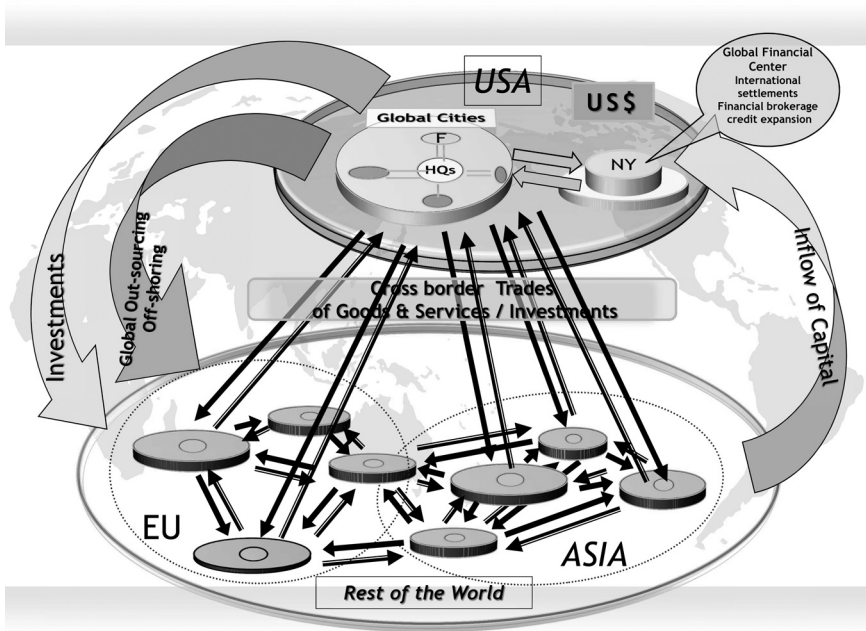 USA
US$
Global Financial
Center
International
settlements
Financial brokerage
credit expansion
Global Cities
F
HQs
NY
Investments
Global Out-sourcing
Off-shoring
Inflow of Capital
Cross border Trades
of Goods & Services / Investments
EU
ASIA
Rest of the World